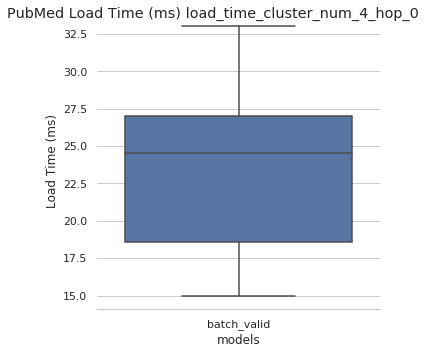 PubMed Load Time (ms) load_time_cluster_num_4_hop_0
32.5
30.0
27.5
25.0
22.5
20.0
17.5
15.0
Load Time (ms)
batch_valid
models